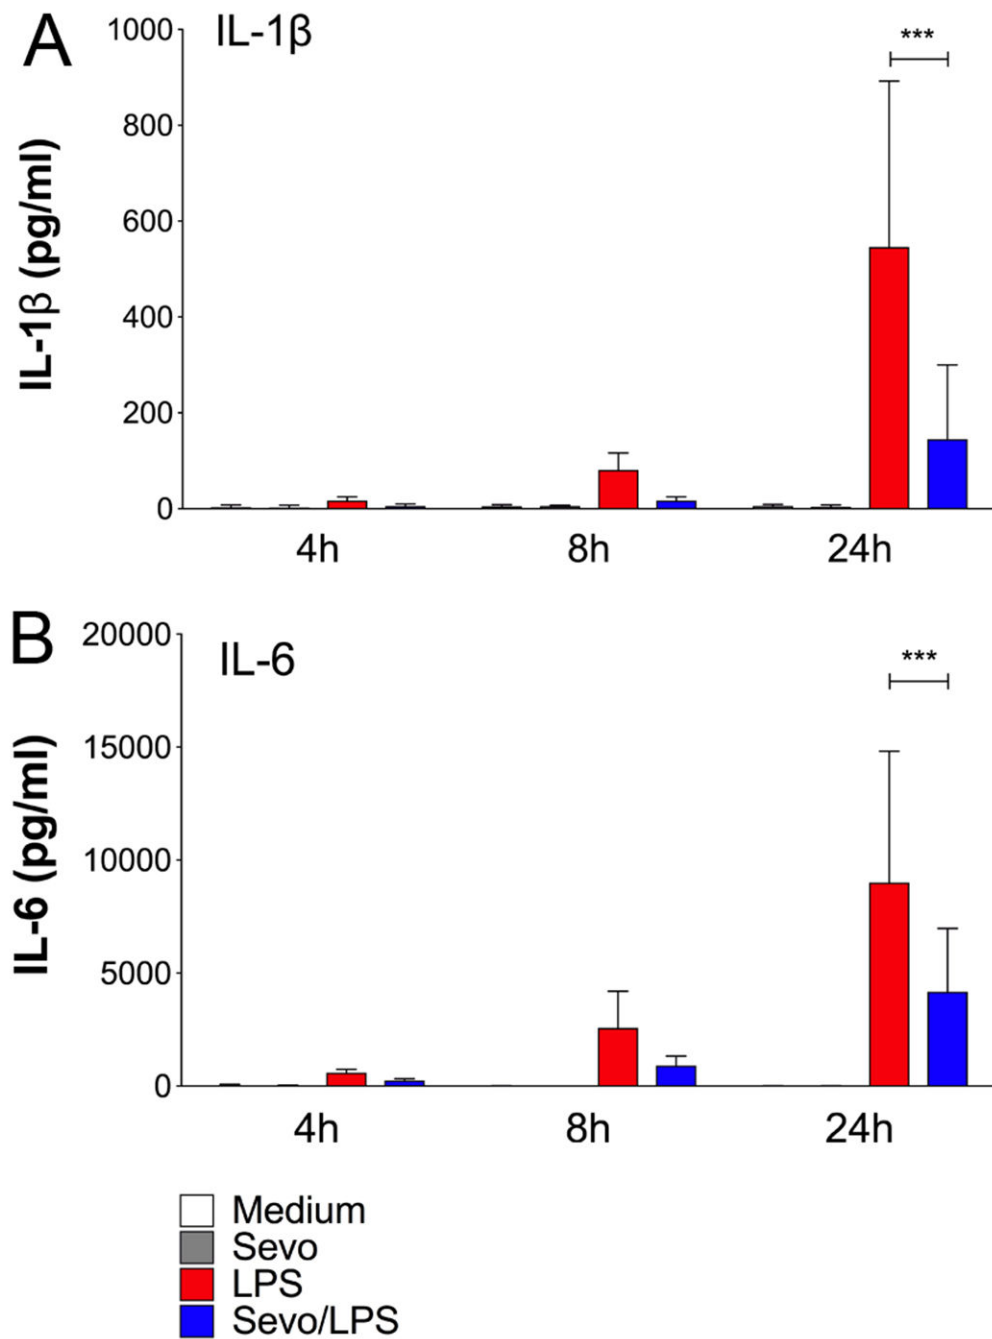 A
IL-1β
***
IL-1β (pg/ml)
1000
800
600
400
200
0
4h 8h 24h
B
IL-6
***
IL-6 (pg/ml)
20000
15000
10000
5000
0
4h 8h 24h
Medium
Sevo
LPS
Sevo/LPS